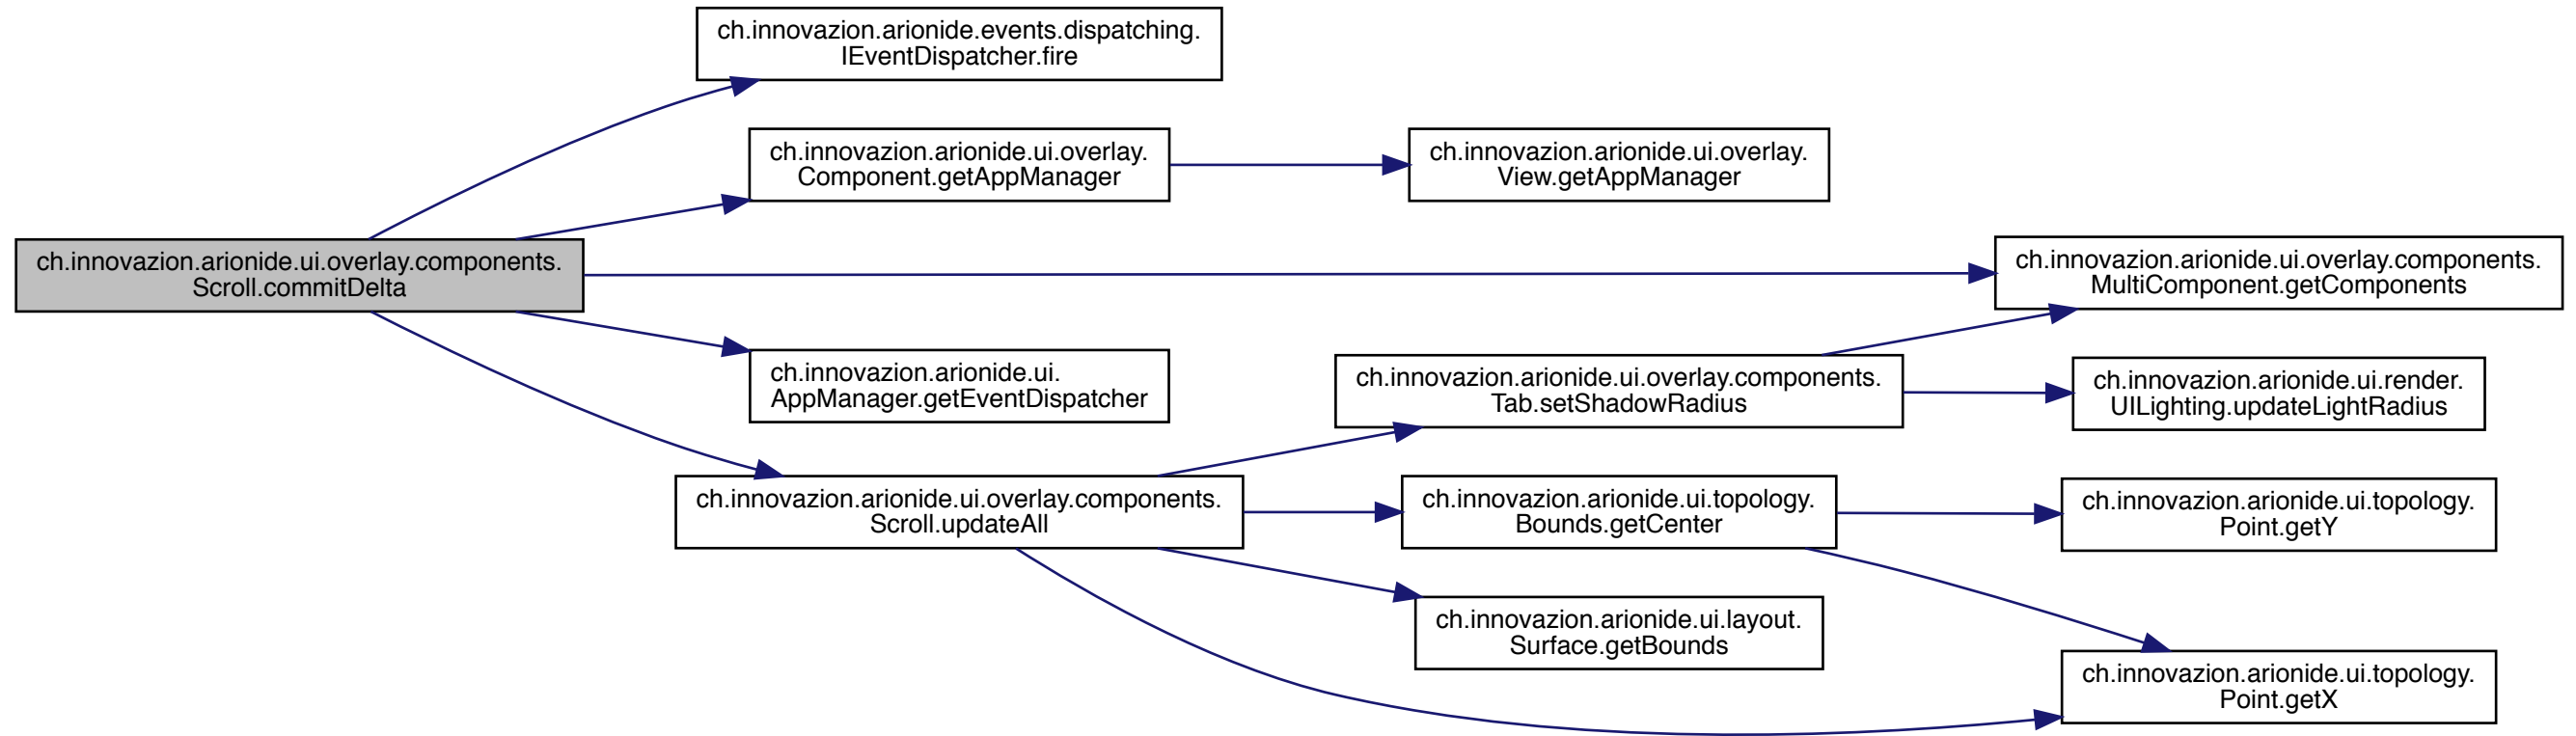 ch.innovazion.arionide.events.dispatching.
IEventDispatcher.fire
ch.innovazion.arionide.ui.overlay.
Component.getAppManager
ch.innovazion.arionide.ui.overlay.
View.getAppManager
ch.innovazion.arionide.ui.overlay.components.
Scroll.commitDelta
ch.innovazion.arionide.ui.overlay.components.
MultiComponent.getComponents
ch.innovazion.arionide.ui.
AppManager.getEventDispatcher
ch.innovazion.arionide.ui.overlay.components.
Tab.setShadowRadius
ch.innovazion.arionide.ui.render.
UILighting.updateLightRadius
ch.innovazion.arionide.ui.overlay.components.
Scroll.updateAll
ch.innovazion.arionide.ui.topology.
Bounds.getCenter
ch.innovazion.arionide.ui.topology.
Point.getY
ch.innovazion.arionide.ui.layout.
Surface.getBounds
ch.innovazion.arionide.ui.topology.
Point.getX